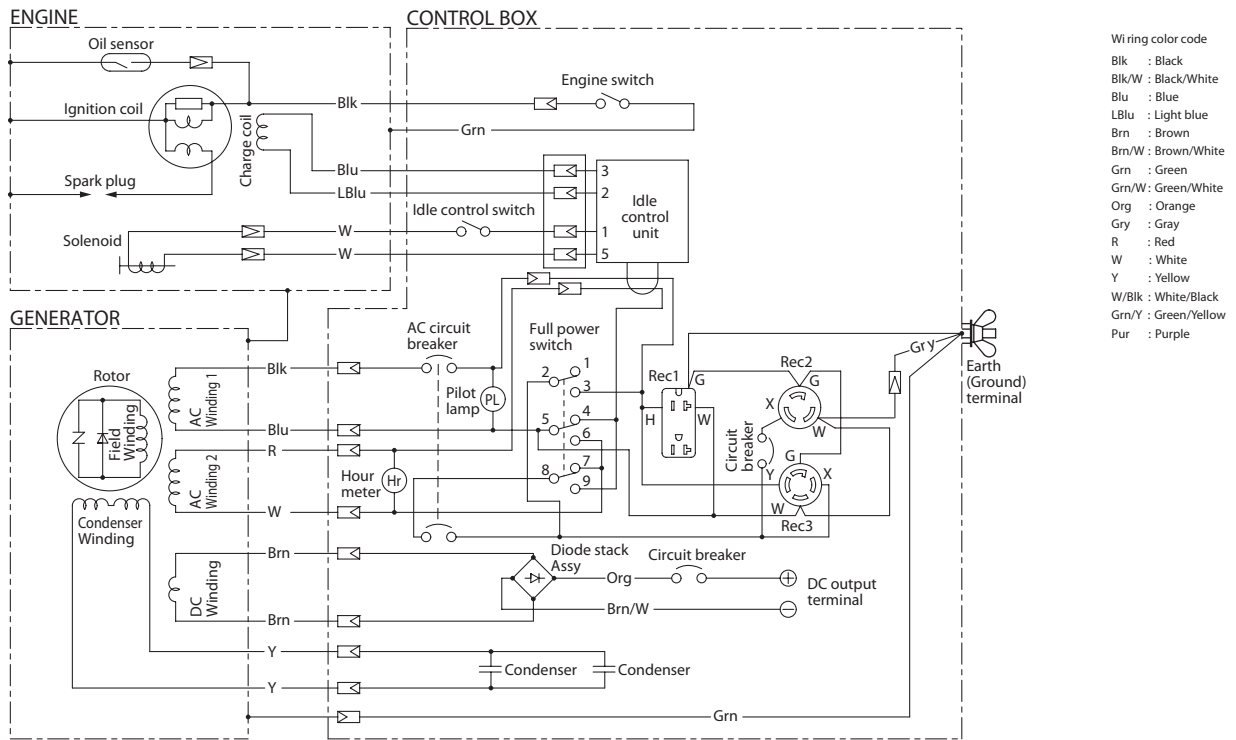 ENGINE
CONTROL BOX
Oil sensor
Ignition coil
Charge coil
Spark plug
Solenoid
Blk
Grn
Blu
LBlu
W
W
Engine switch
Idle control switch
3
2
1
5
Idle
control
unit
Wiring color code
Blk : Black
Blk/W : Black/White
Blu : Blue
LBlu : Light blue
Brn : Brown
Brn/W : Brown/White
Grn : Green
Grn/W : Green/White
Org : Orange
Gry : Gray
R : Red
W : White
Y : Yellow
W/Blk : White/Black
Grn/Y : Green/Yellow
Pur : Purple
GENERATOR
Rotor
Field
Winding
AC
Winding 1
AC
Winding 2
Condenser
Winding
DC
Winding
Blk
Blu
R
W
Brn
Brn
Y
Y
AC circuit
breaker
Pilot
lamp
PL
Hour
meter
Hr
Full power
switch
1
2
3
4
5
6
7
8
9
Rec1
G
H
W
Rec2
G
X
W
Circuit
breaker
Y
G
X
W
Rec3
Gry
Earth
(Ground)
terminal
Diode stack
Assy
Circuit breaker
Org
Brn/W
DC output
terminal
Condenser
Condenser
Grn